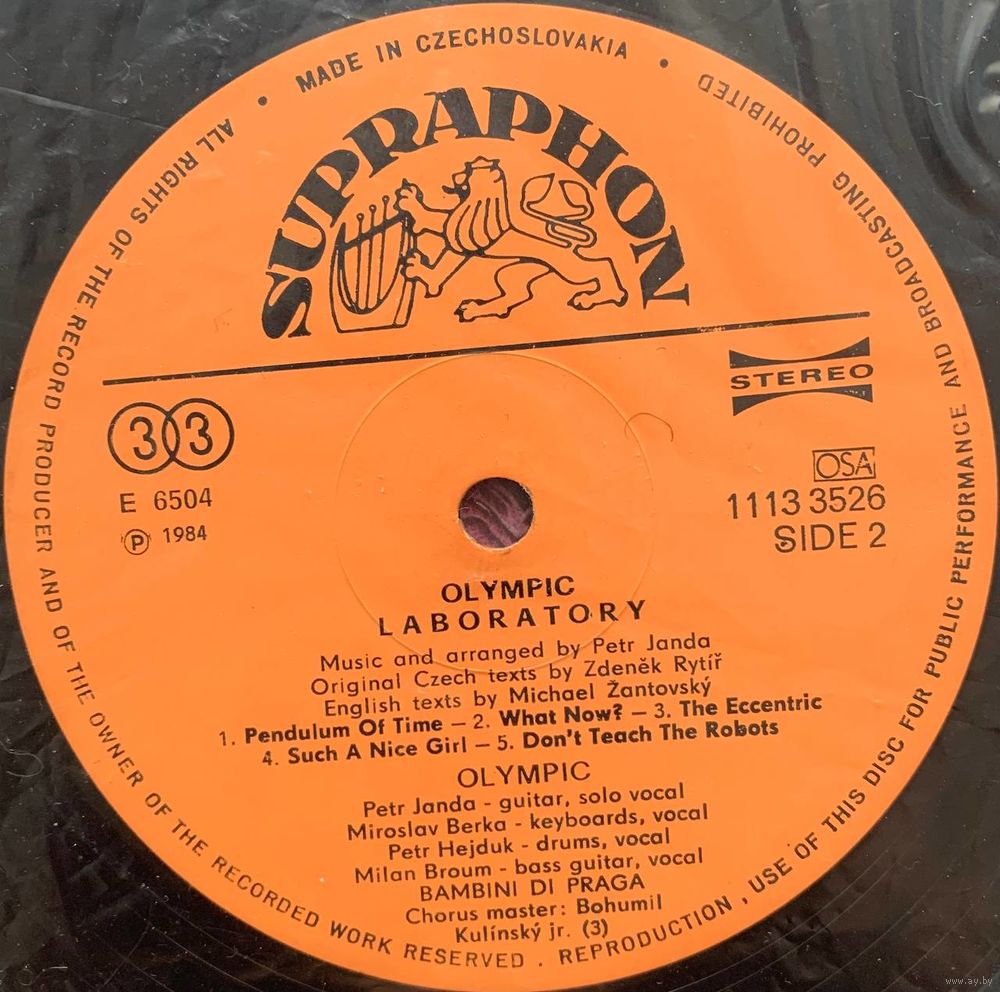 ALL RIGHTS OF THE RECORD PRODUCER AND OF THE OWNER OF THE RECORDED WORK RESERVED . REPRODUCTION, USE OF THIS DISC FOR PUBLIC PERFORMANCE AND BROADCASTING PROHIBITED
• MADE IN CZECHOSLOVAKIA •
SUPRAPHON
STEREO
33
E 6504
Ⓟ 1984
OSA
1113 3526
SIDE 2
OLYMPIC
LABORATORY
Music and arranged by Petr Janda
Original Czech texts by Zdeněk Rytíř
English texts by Michael Žantovský
1. Pendulum Of Time – 2. What Now? – 3. The Eccentric
4. Such A Nice Girl – 5. Don't Teach The Robots
OLYMPIC
Petr Janda - guitar, solo vocal
Miroslav Berka - keyboards, vocal
Petr Hejduk - drums, vocal
Milan Broum - bass guitar, vocal
BAMBINI DI PRAGA
Chorus master: Bohumil
Kulínský jr. (3)
www.ay.by